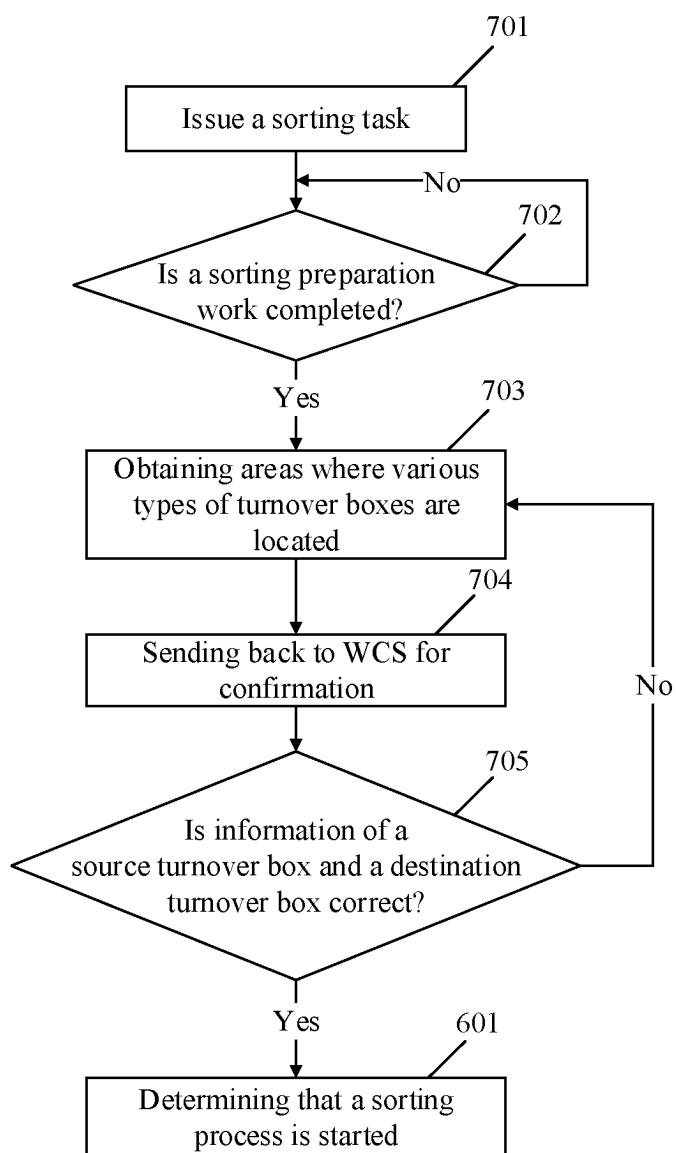 701
Issue a sorting task
No
702
Is a sorting preparation
work completed?
Yes
703
Obtaining areas where various
types of turnover boxes are
located
704
Sending back to WCS for
confirmation
No
705
Is information of a
source turnover box and a destination
turnover box correct?
Yes
601
Determining that a sorting
process is started